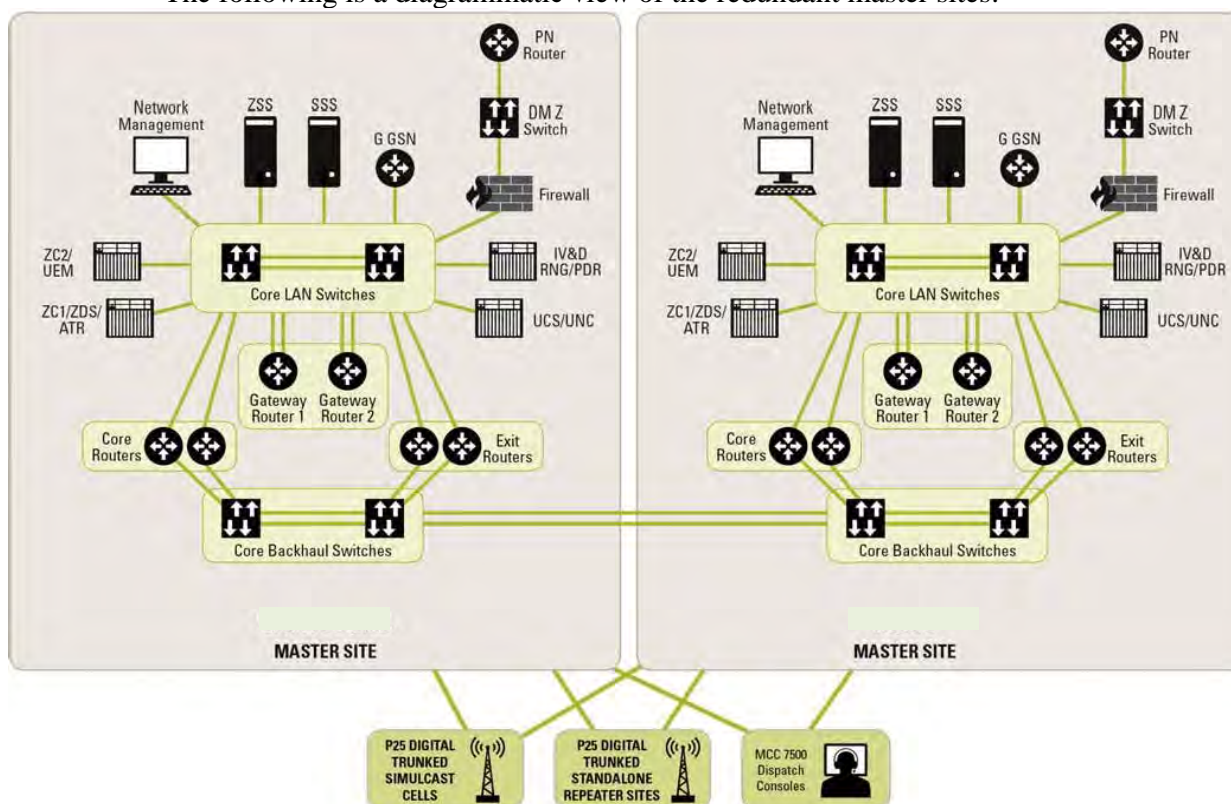 The following is a diagrammatic view of the redundant master sites.
PN
Router
DM Z
Switch
Firewall
Network
Management
ZSS
SSS
G GSN
ZC2/
UEM
ZC1/ZDS/
ATR
Core LAN Switches
IV&D
RNG/PDR
UCS/UNC
Gateway
Router 1
Gateway
Router 2
Core
Routers
Exit
Routers
Core Backhaul Switches
MASTER SITE
PN
Router
DM Z
Switch
Firewall
Network
Management
ZSS
SSS
G GSN
ZC2/
UEM
ZC1/ZDS/
ATR
Core LAN Switches
IV&D
RNG/PDR
UCS/UNC
Gateway
Router 1
Gateway
Router 2
Core
Routers
Exit
Routers
Core Backhaul Switches
MASTER SITE
P25 DIGITAL
TRUNKED
SIMULCAST
CELLS
P25 DIGITAL
TRUNKED
STANDALONE
REPEATER SITES
MCC 7500
Dispatch
Consoles